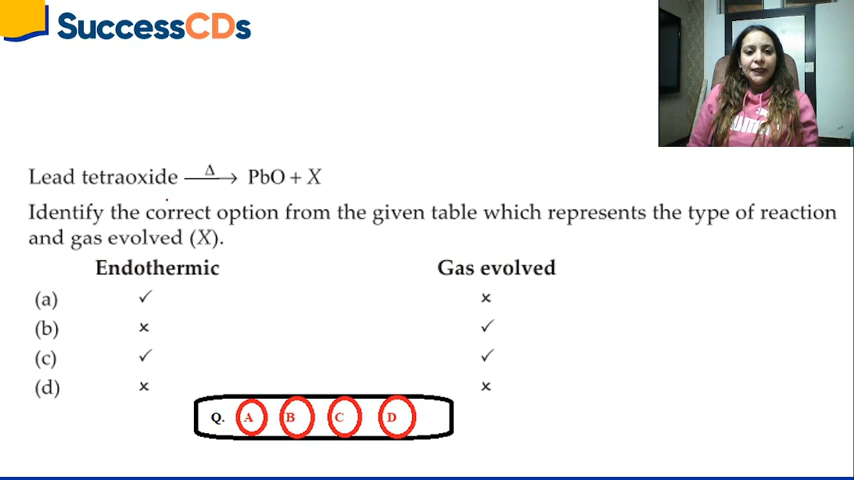 SuccessCDs
PUMA
Lead tetraoxide —Δ→ PbO + X
Identify the correct option from the given table which represents the type of reaction
and gas evolved (X).
Endothermic Gas evolved
(a) ✓ ×
(b) × ✓
(c) ✓ ✓
(d) × ×
Q. A B C D